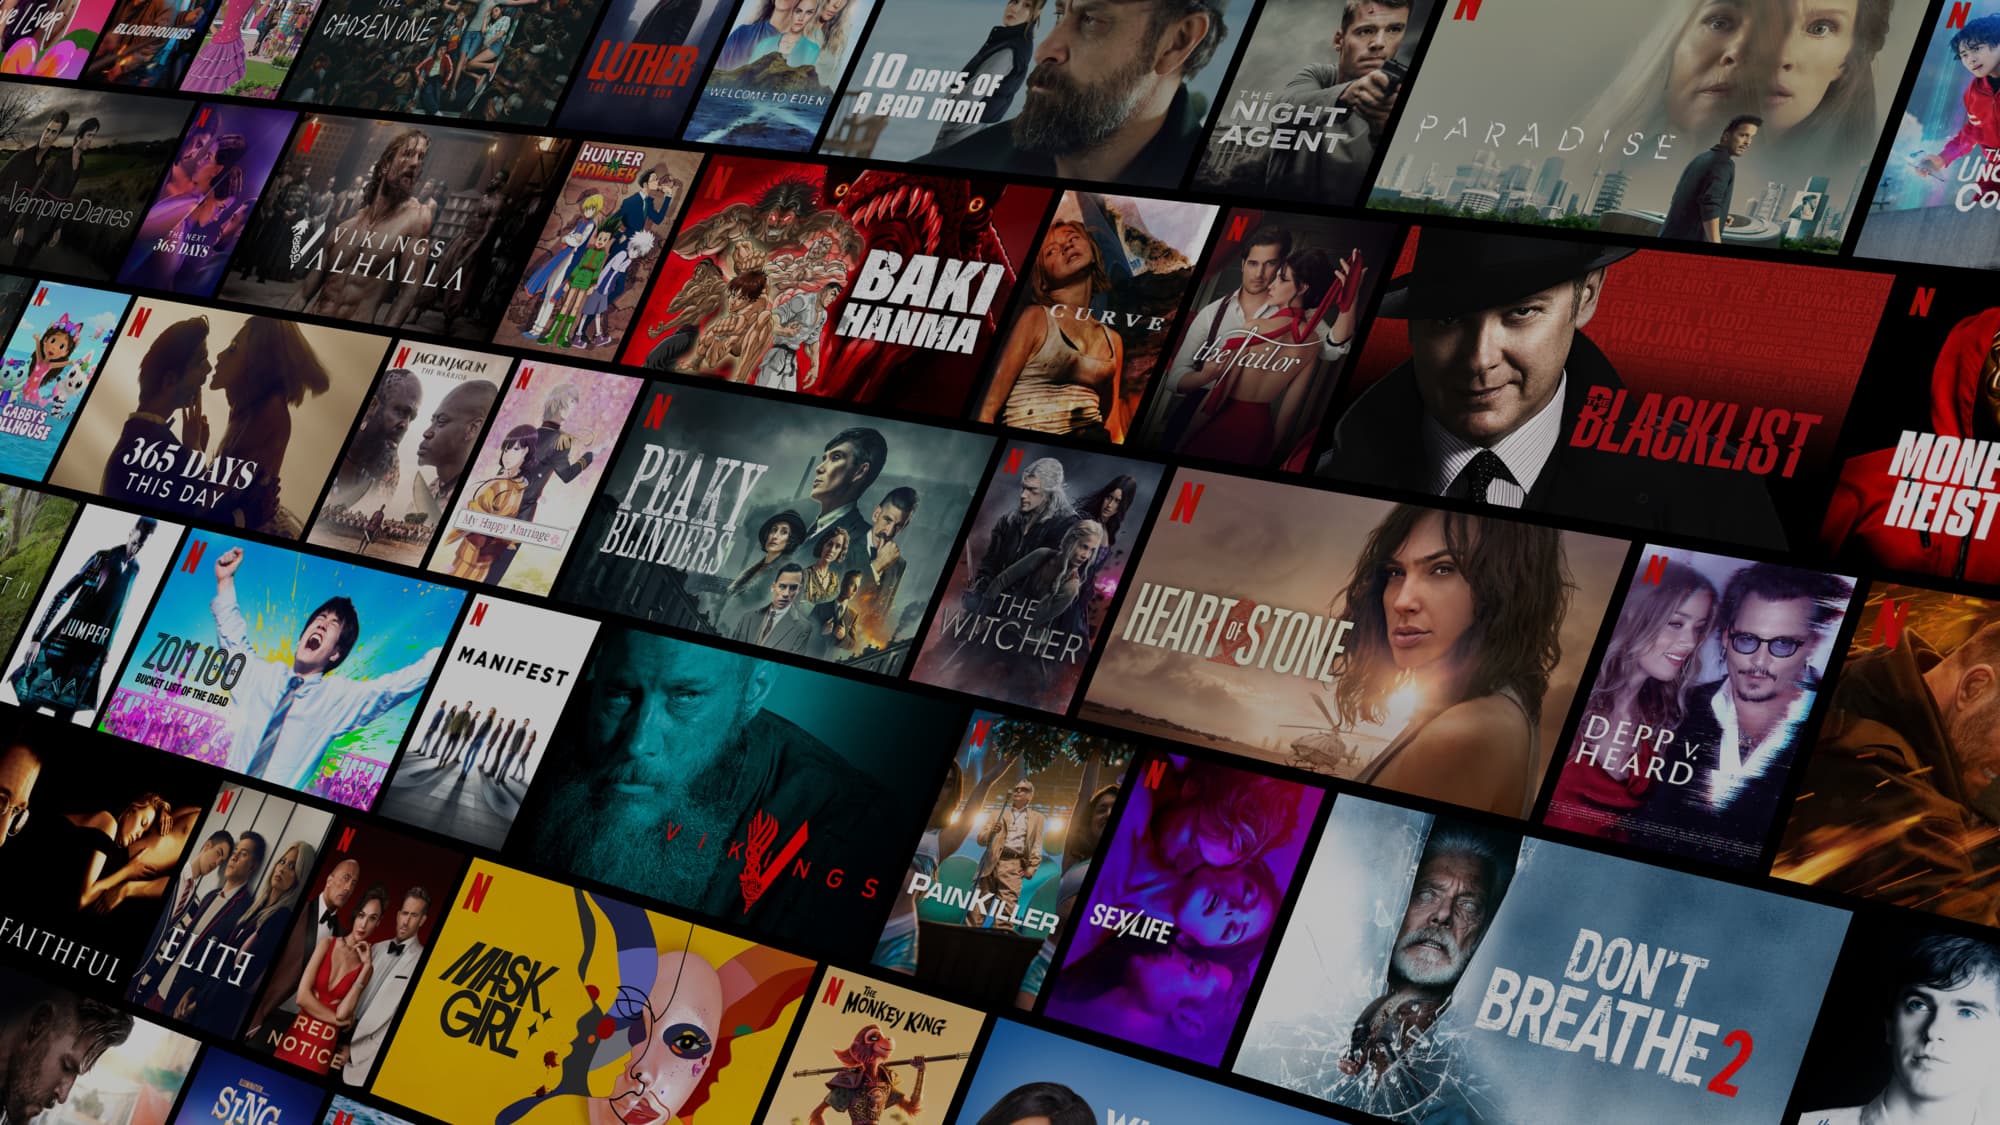 BLOODHOUNDS
THE
CHOSEN ONE
LUTHER
THE FALLEN SUN
WELCOME TO EDEN
10 DAYS OF
A BAD MAN
THE
NIGHT
AGENT
N
PARADISE
N
the Vampire Diaries
N
THE NEXT
365 DAYS
N
VIKINGS
VALHALLA
HUNTER
HUNTER
N
BAKI
HANMA
CURVE
N
the Tailor
THE
BLACKLIST
N
MONE
HEIST
N
GABBY'S
LLHOUSE
N
365 DAYS
THIS DAY
N
JAGUN JAGUN
THE WARRIOR
N
My Happy Marriage
N
PEAKY
BLINDERS
N
THE
WITCHER
N
HEART OF STONE
N
DEPP V.
HEARD
N
JUMPER
N
ZOM 100
BUCKET LIST OF THE DEAD
N
MANIFEST
VIKINGS
N
PAINKILLER
N
SEX/LIFE
DON'T
BREATHE 2
FAITHFUL
N
ELITE
N
RED
NOTICE
N
MASK
GIRL
N
THE
MONKEY KING
ILLUMINATION
SING
N